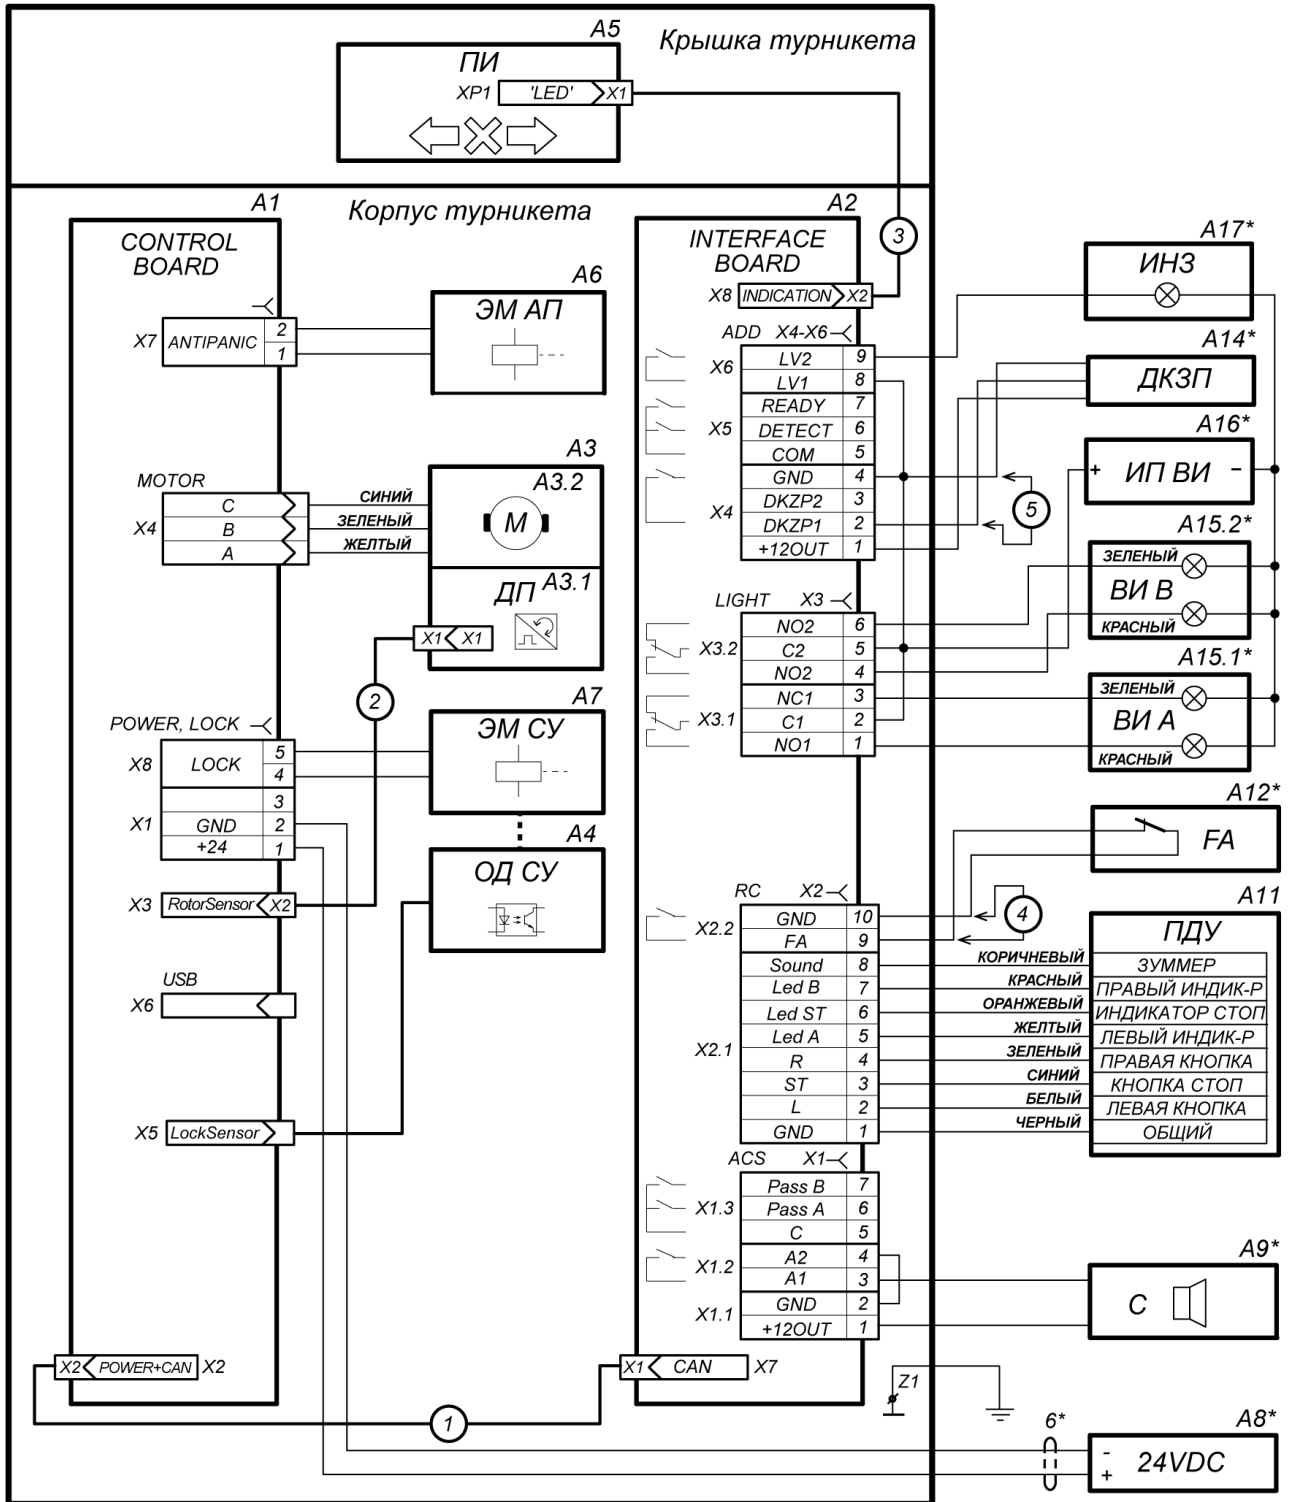 A5
Крышка турникета
ПИ
XP1 'LED' X1
A1
Корпус турникета
A2
CONTROL
BOARD
X7 ANTIPANIC 2
1
A6
ЭМ АП
MOTOR
X4
C
B
A
СИНИЙ
ЗЕЛЕНЫЙ
ЖЕЛТЫЙ
A3
A3.2
M
A3.1
ДП
X1 X1
2
POWER, LOCK
X8 LOCK 5
4
3
X1 GND 2
+24 1
A7
ЭМ СУ
A4
ОД СУ
X3 RotorSensor X2
USB
X6
X5 LockSensor
X2 POWER+CAN X2
1
INTERFACE
BOARD
3
X8 INDICATION X2
ADD X4-X6
X6 LV2 9
LV1 8
READY 7
X5 DETECT 6
COM 5
GND 4
X4 DKZP2 3
DKZP1 2
+12OUT 1
5
LIGHT X3
NO2 6
X3.2 C2 5
NO2 4
NC1 3
X3.1 C1 2
NO1 1
RC X2
GND 10
X2.2 FA 9
Sound 8
Led B 7
Led ST 6
X2.1 Led A 5
R 4
ST 3
L 2
GND 1
4
ACS X1
Pass B 7
X1.3 Pass A 6
C 5
X1.2 A2 4
A1 3
X1.1 GND 2
+12OUT 1
X1 CAN X7
Z1
A17*
ИНЗ
A14*
ДКЗП
A16*
+ ИП ВИ -
A15.2*
ЗЕЛЕНЫЙ
ВИ В
КРАСНЫЙ
A15.1*
ЗЕЛЕНЫЙ
ВИ А
КРАСНЫЙ
A12*
FA
A11
ПДУ
КОРИЧНЕВЫЙ ЗУММЕР
КРАСНЫЙ ПРАВЫЙ ИНДИК-Р
ОРАНЖЕВЫЙ ИНДИКАТОР СТОП
ЖЕЛТЫЙ ЛЕВЫЙ ИНДИК-Р
ЗЕЛЕНЫЙ ПРАВАЯ КНОПКА
СИНИЙ КНОПКА СТОП
БЕЛЫЙ ЛЕВАЯ КНОПКА
ЧЕРНЫЙ ОБЩИЙ
A9*
C
6*
A8*
- 24VDC
+